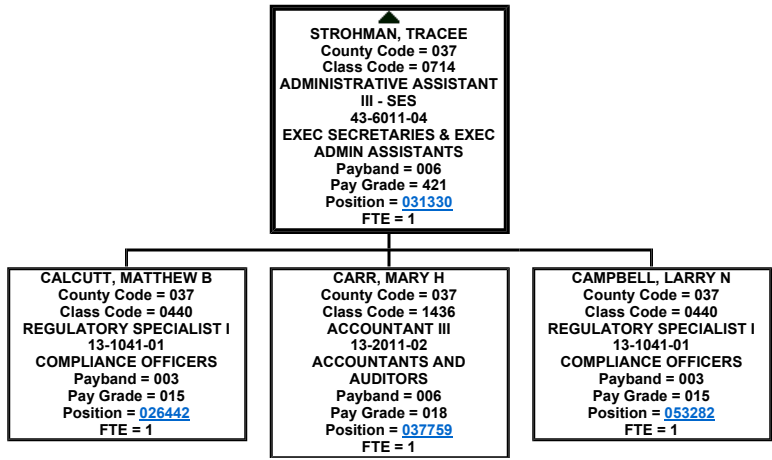 STROHMAN, TRACEE
County Code = 037
Class Code = 0714
ADMINISTRATIVE ASSISTANT
III - SES
43-6011-04
EXEC SECRETARIES & EXEC
ADMIN ASSISTANTS
Payband = 006
Pay Grade = 421
Position = 031330
FTE = 1
CALCUTT, MATTHEW B
County Code = 037
Class Code = 0440
REGULATORY SPECIALIST I
13-1041-01
COMPLIANCE OFFICERS
Payband = 003
Pay Grade = 015
Position = 026442
FTE = 1
CARR, MARY H
County Code = 037
Class Code = 1436
ACCOUNTANT III
13-2011-02
ACCOUNTANTS AND
AUDITORS
Payband = 006
Pay Grade = 018
Position = 037759
FTE = 1
CAMPBELL, LARRY N
County Code = 037
Class Code = 0440
REGULATORY SPECIALIST I
13-1041-01
COMPLIANCE OFFICERS
Payband = 003
Pay Grade = 015
Position = 053282
FTE = 1